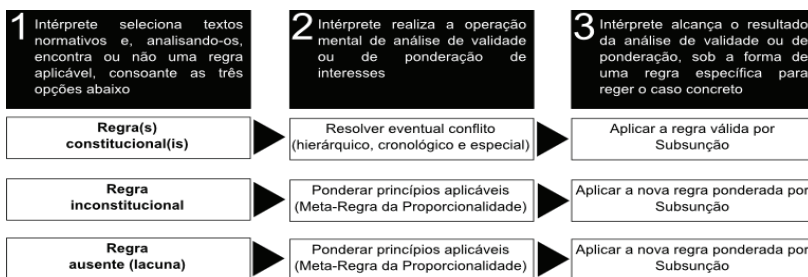 1 Intérprete seleciona textos
normativos e, analisando-os,
encontra ou não uma regra
aplicável, consoante as três
opções abaixo
2 Intérprete realiza a operação
mental de análise de validade
ou de ponderação de
interesses
3 Intérprete alcança o resultado
da análise de validade ou de
ponderação, sob a forma de
uma regra específica para
reger o caso concreto
Regra(s)
constitucional(is)
Resolver eventual conflito
(hierárquico, cronológico e especial)
Aplicar a regra válida por
Subsunção
Regra
inconstitucional
Ponderar princípios aplicáveis
(Meta-Regra da Proporcionalidade)
Aplicar a nova regra ponderada por
Subsunção
Regra
ausente (lacuna)
Ponderar princípios aplicáveis
(Meta-Regra da Proporcionalidade)
Aplicar a nova regra ponderada por
Subsunção